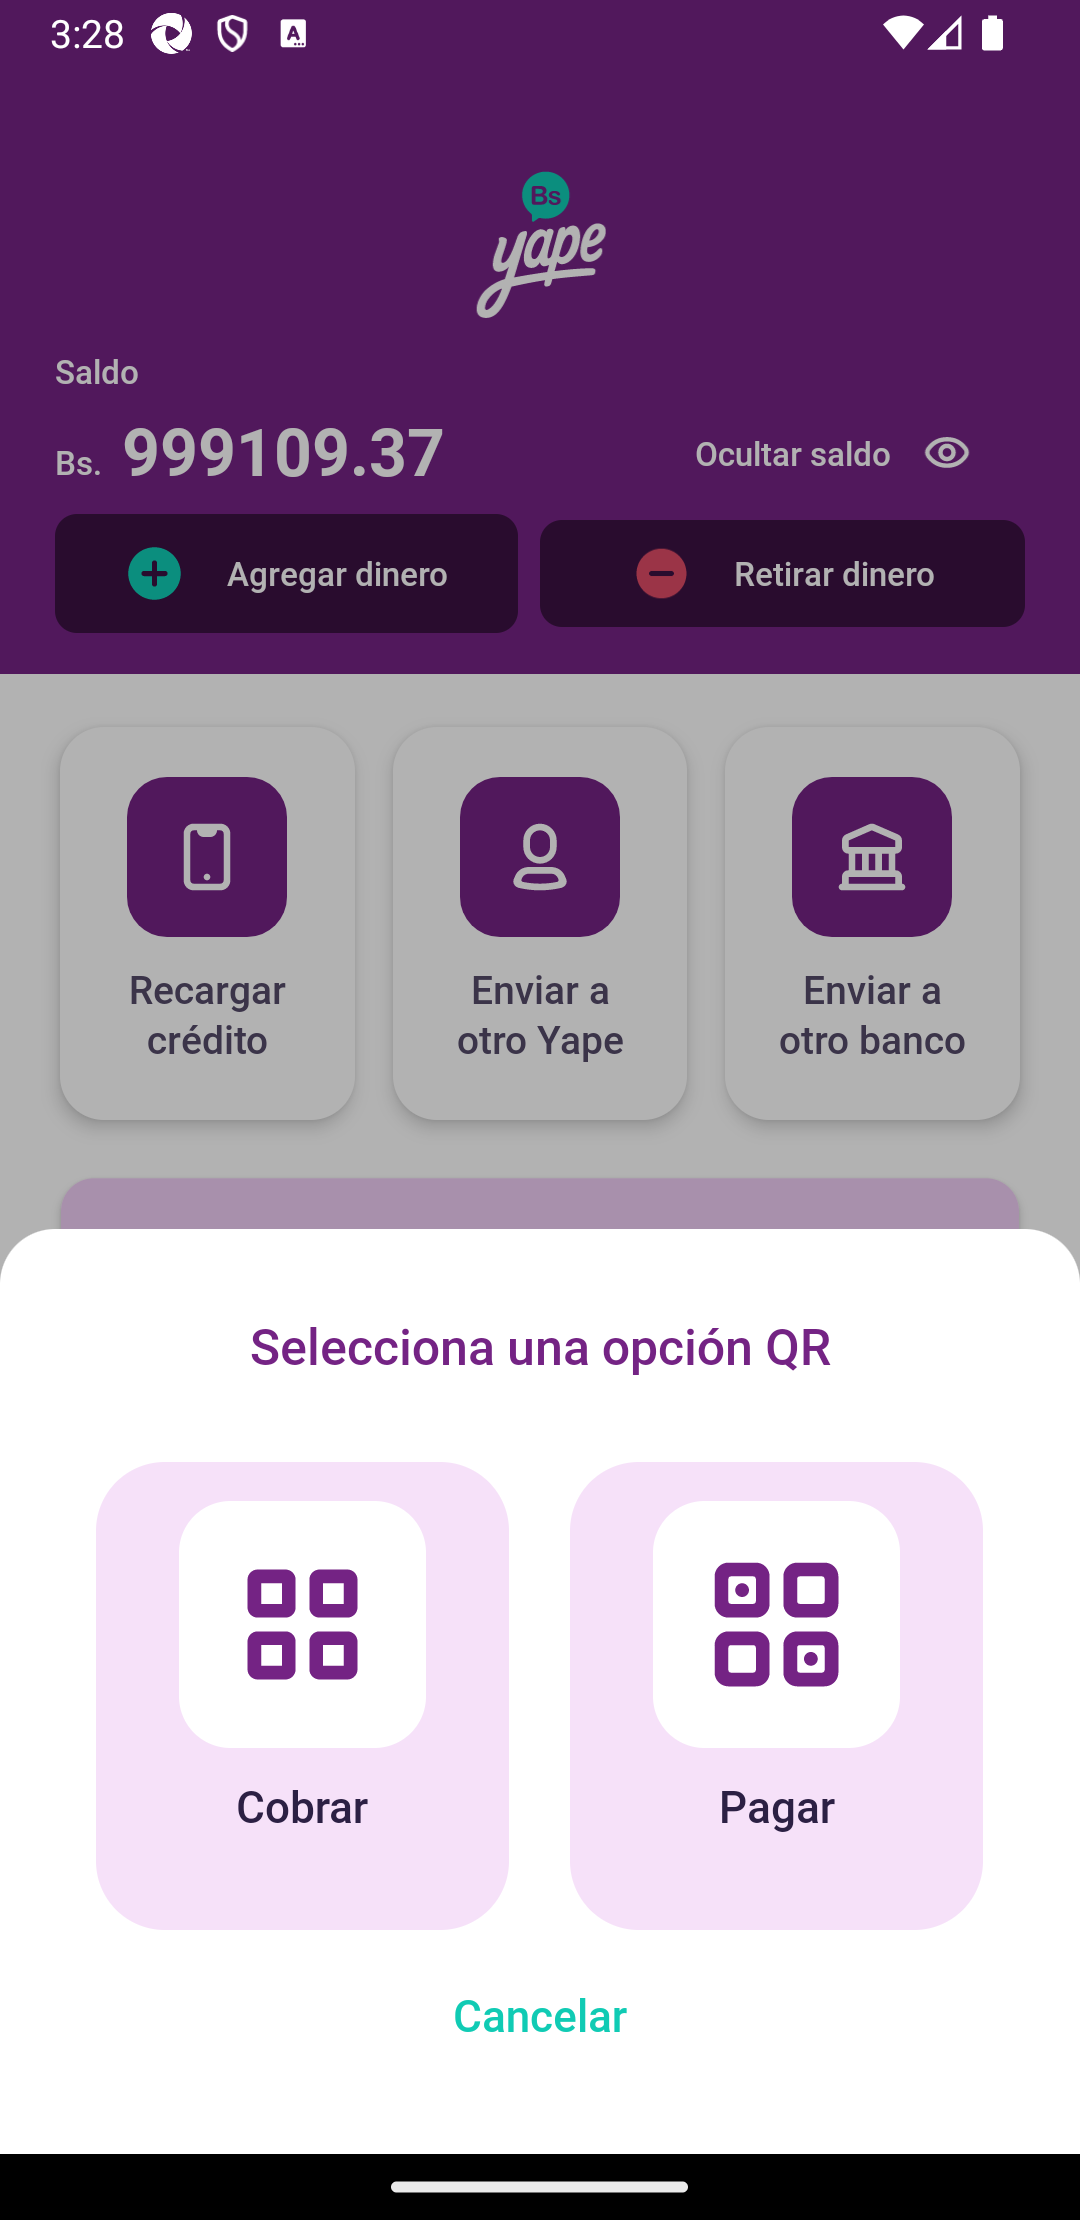 3:28
Bs
yape
Saldo
Bs. 999109.37
Ocultar saldo
Agregar dinero
Retirar dinero
Recargar
crédito
Enviar a
otro Yape
Enviar a
otro banco
Selecciona una opción QR
Cobrar
Pagar
Cancelar